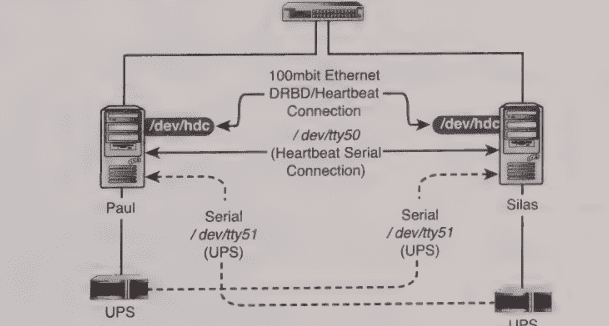 100mbit Ethernet
DRBD/Heartbeat
Connection
/dev/hdc
/dev/hdc
/dev/tty50
(Heartbeat Serial
Connection)
Paul
Silas
Serial
/dev/tty51
(UPS)
Serial
/dev/tty51
(UPS)
UPS
UPS